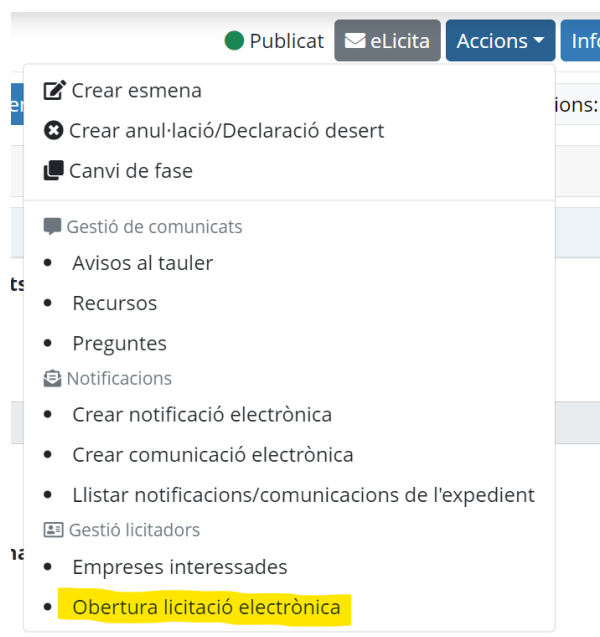 Publicat eLicita Accions Info
Crear esmena
ions:
Crear anul·lació/Declaració desert
Canvi de fase
Gestió de comunicats
Avisos al tauler
Recursos
Preguntes
Notificacions
Crear notificació electrònica
Crear comunicació electrònica
Llistar notificacions/comunicacions de l'expedient
Gestió licitadors
Empreses interessades
Obertura licitació electrònica